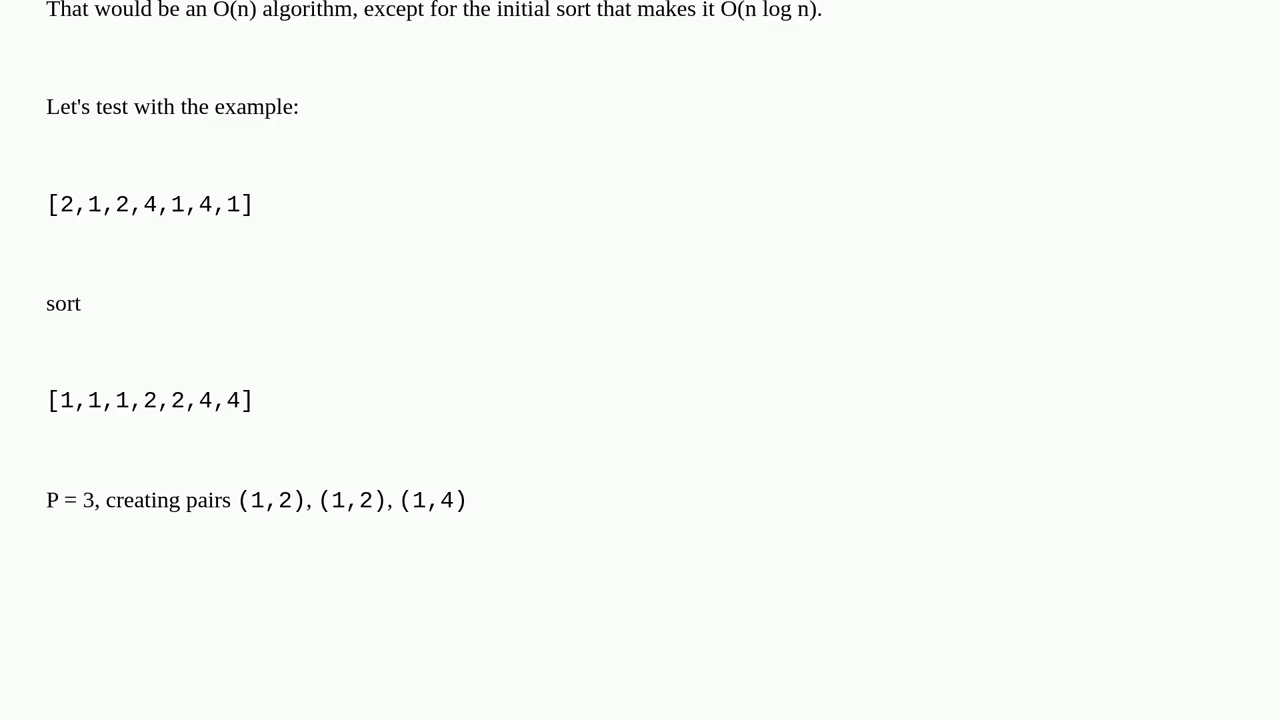 That would be an O(n) algorithm, except for the initial sort that makes it O(n log n).
Let's test with the example:
[2,1,2,4,1,4,1]
sort
[1,1,1,2,2,4,4]
P = 3, creating pairs (1,2), (1,2), (1,4)